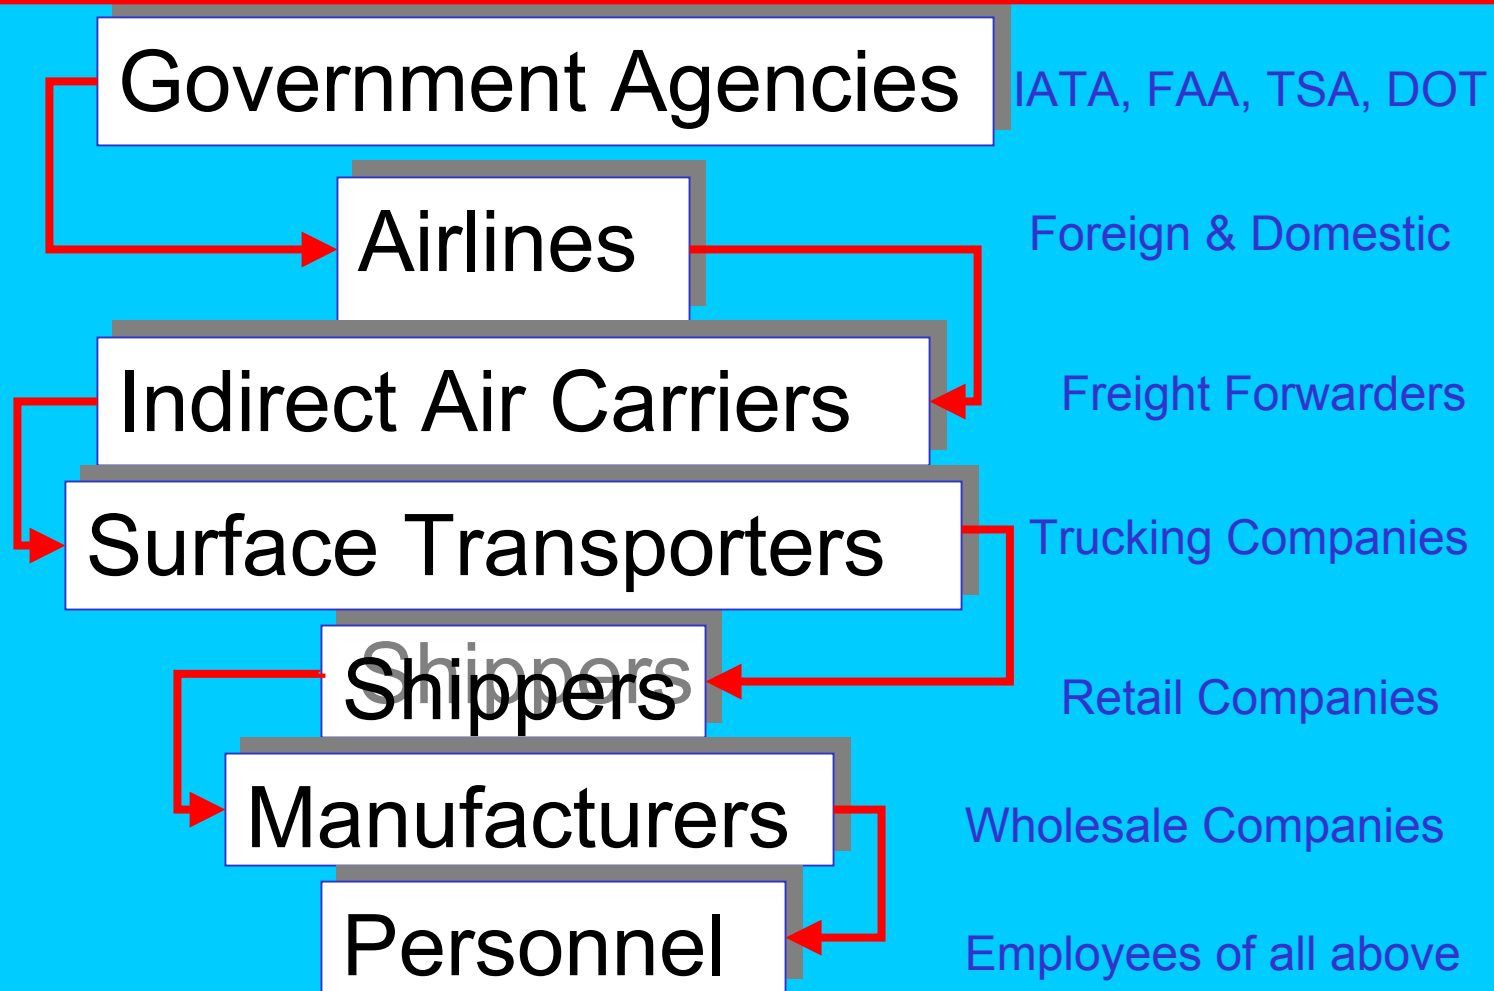 Government Agencies IATA, FAA, TSA, DOT
Airlines Foreign & Domestic
Indirect Air Carriers Freight Forwarders
Surface Transporters Trucking Companies
Shippers Retail Companies
Manufacturers Wholesale Companies
Personnel Employees of all above